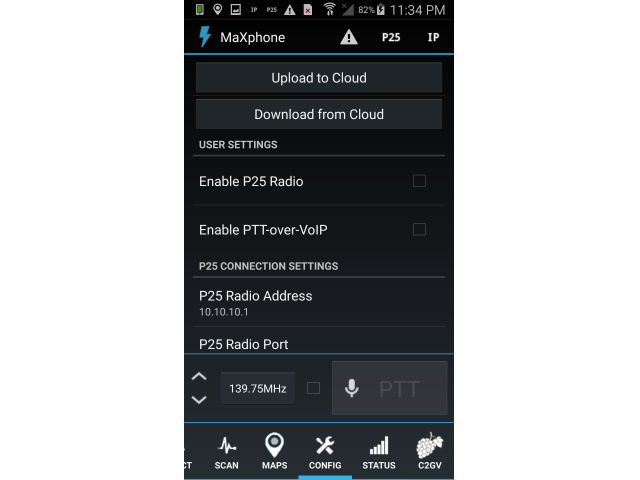 IP P25 82% 11:34 PM
MaXphone P25 IP
Upload to Cloud
Download from Cloud
USER SETTINGS
Enable P25 Radio
Enable PTT-over-VoIP
P25 CONNECTION SETTINGS
P25 Radio Address
10.10.10.1
P25 Radio Port
139.75MHz PTT
CT SCAN MAPS CONFIG STATUS C2GV